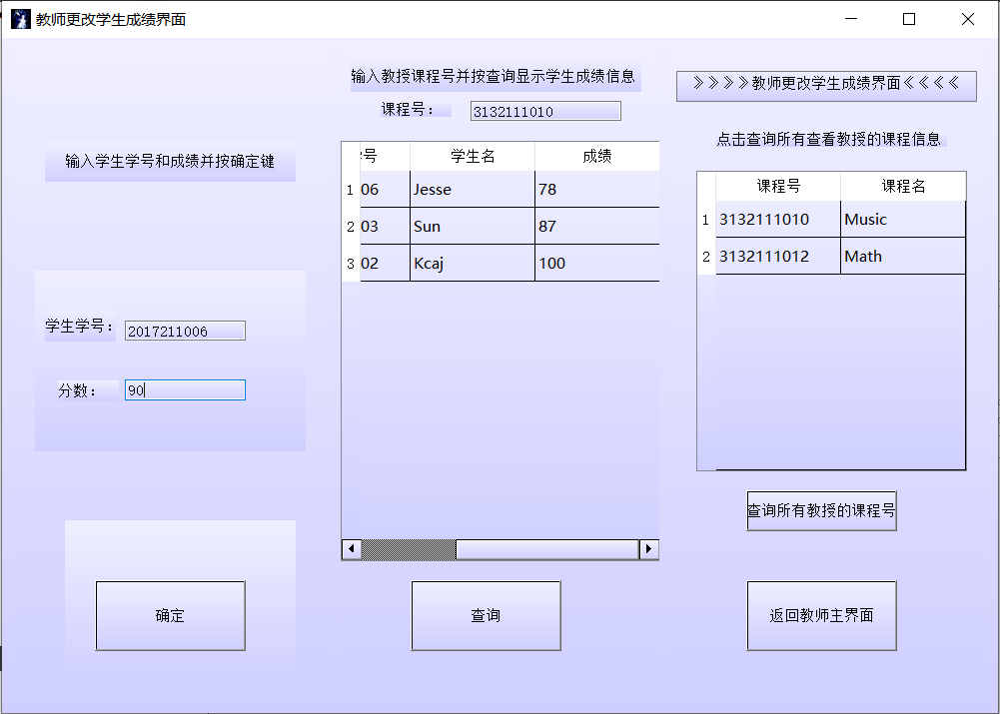 教师更改学生成绩界面
输入教授课程号并按查询显示学生成绩信息
课程号： 3132111010
号 学生名 成绩
1 06 Jesse 78
2 03 Sun 87
3 02 Kcaj 100
查询
>>>>教师更改学生成绩界面<<<<
点击查询所有查看教授的课程信息
课程号 课程名
1 3132111010 Music
2 3132111012 Math
查询所有教授的课程号
返回教师主界面
输入学生学号和成绩并按确定键
学生学号： 2017211006
分数： 90
确定